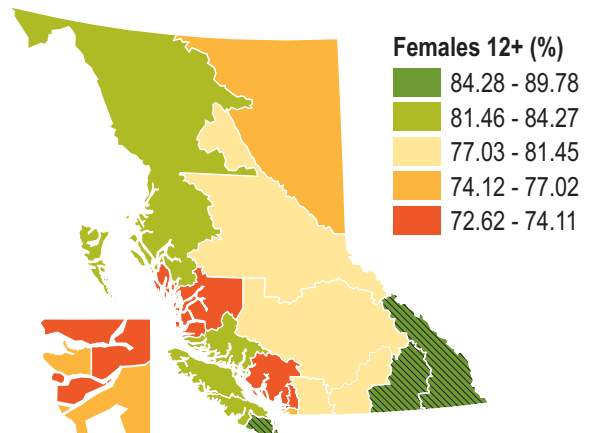 Females 12+ (%)
84.28 - 89.78
81.46 - 84.27
77.03 - 81.45
74.12 - 77.02
72.62 - 74.11